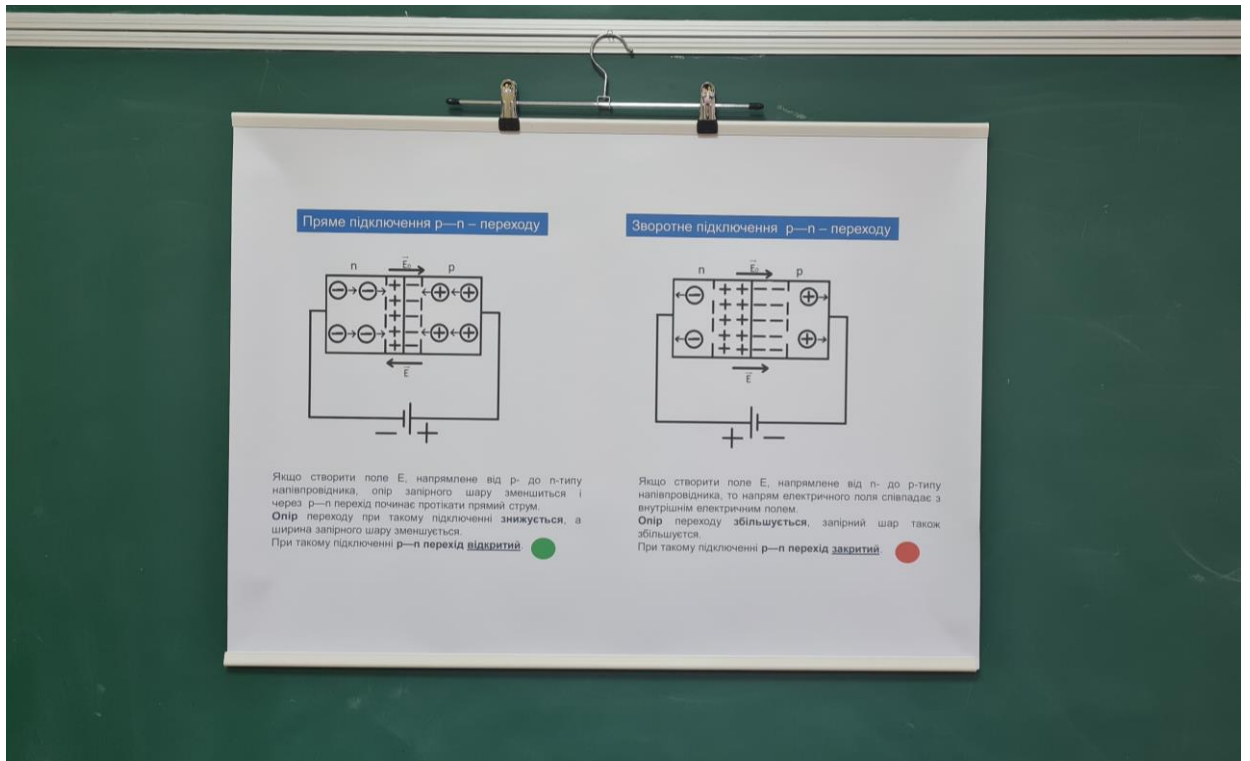 Пряме підключення p—n – переходу
n E₀ p
E
− +
Якщо створити поле E, напрямлене від p- до n-типу
напівпровідника, опір запірного шару зменшиться і
через p—n перехід починає протікати прямий струм.
Опір переходу при такому підключенні знижується, а
ширина запірного шару зменшується.
При такому підключенні p—n перехід відкритий.
Зворотне підключення p—n – переходу
n E₀ p
E
+ −
Якщо створити поле E, напрямлене від n- до p-типу
напівпровідника, то напрям електричного поля співпадає з
внутрішнім електричним полем.
Опір переходу збільшується, запірний шар також
збільшуєтся.
При такому підключенні p—n перехід закритий.